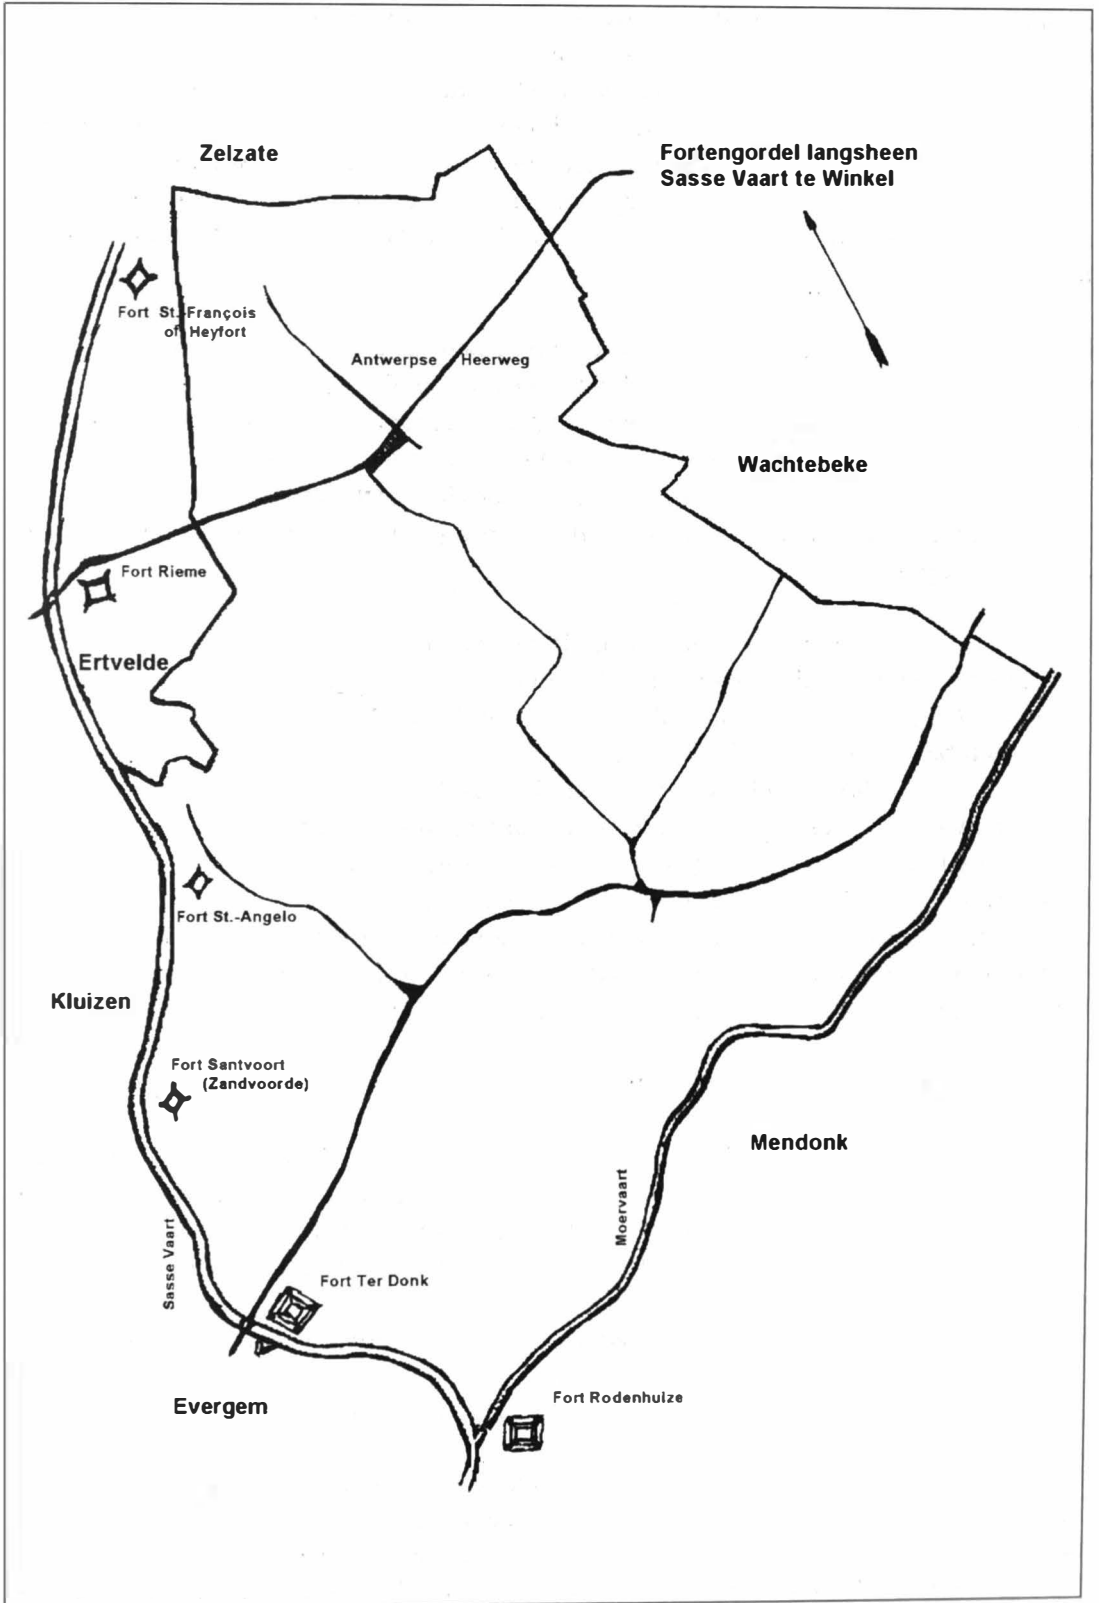 Zelzate
Fortengordel langsheen
Sasse Vaart te Winkel
Fort St.-François
of Heyfort
Antwerpse Heerweg
Wachtebeke
Fort Rieme
Ertvelde
Fort St.-Angelo
Kluizen
Fort Santvoort
(Zandvoorde)
Mendonk
Moervaart
Sasse Vaart
Fort Ter Donk
Fort Rodenhuize
Evergem